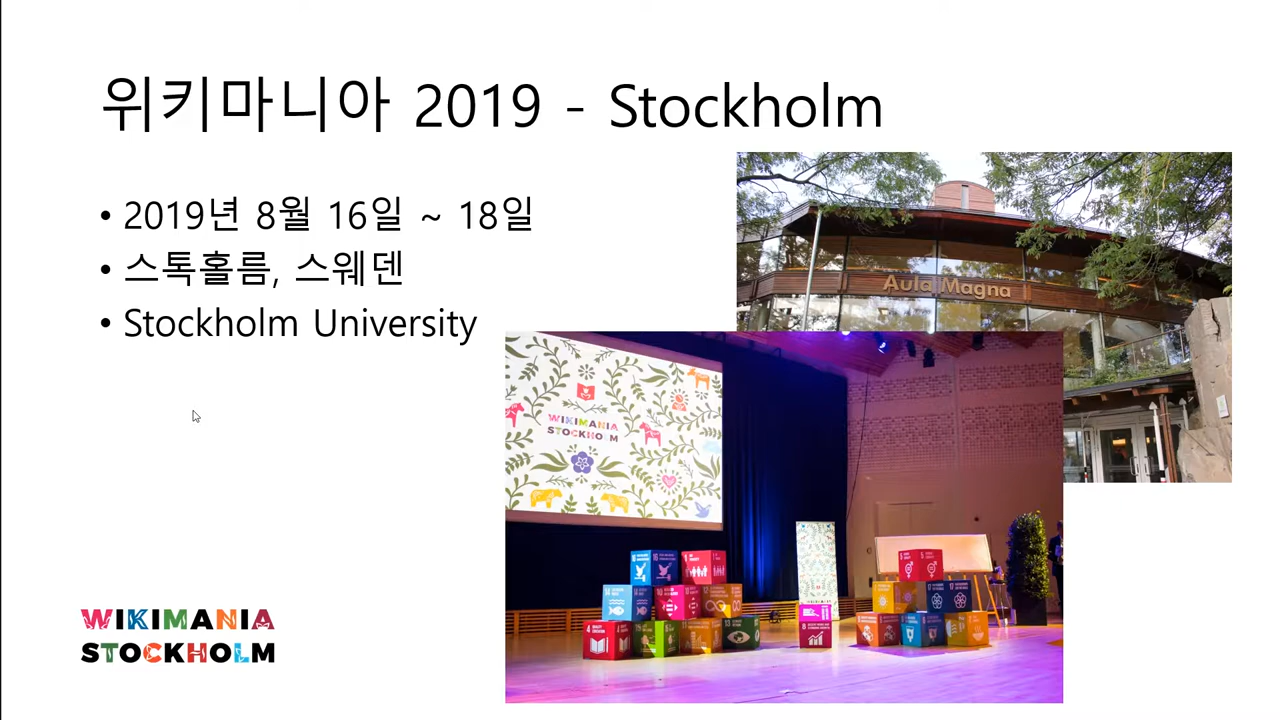 위키마니아 2019 - Stockholm
• 2019년 8월 16일 ~ 18일
• 스톡홀름, 스웨덴
• Stockholm University
Aula Magna
WIKIMANIA
STOCKHOLM
WIKIMANIA
STOCKHOLM